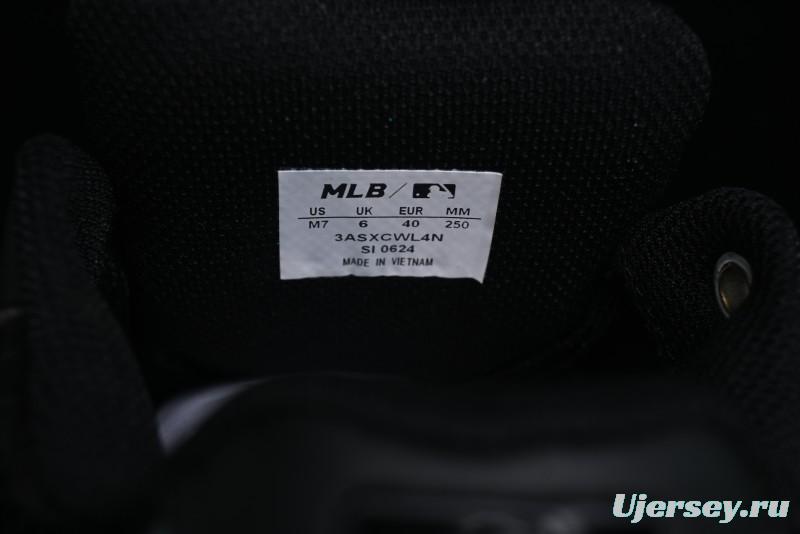 MLB /
US UK EUR MM
M7 6 40 250
3ASXCWL4N
SI 0624
MADE IN VIETNAM
Ujersey.ru